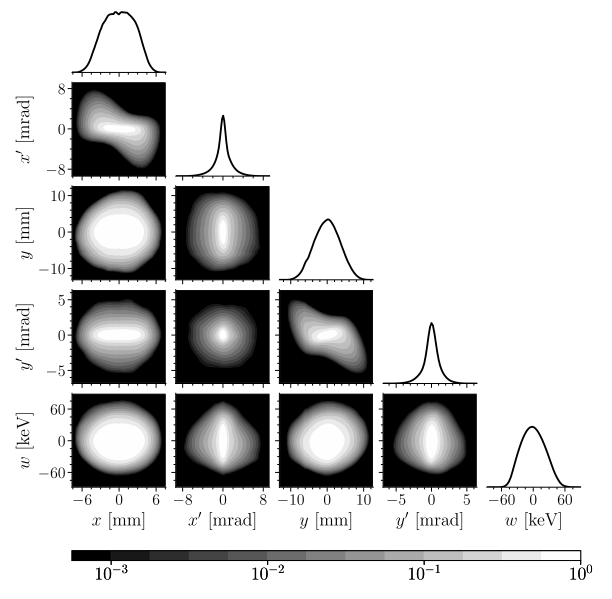 8
0
−8
x′ [mrad]
10
0
−10
y [mm]
5
0
−5
y′ [mrad]
60
0
−60
w [keV]
−6 0 6 −8 0 8 −10 0 10 −5 0 5 −60 0 60
x [mm] x′ [mrad] y [mm] y′ [mrad] w [keV]
10⁻³ 10⁻² 10⁻¹ 10⁰